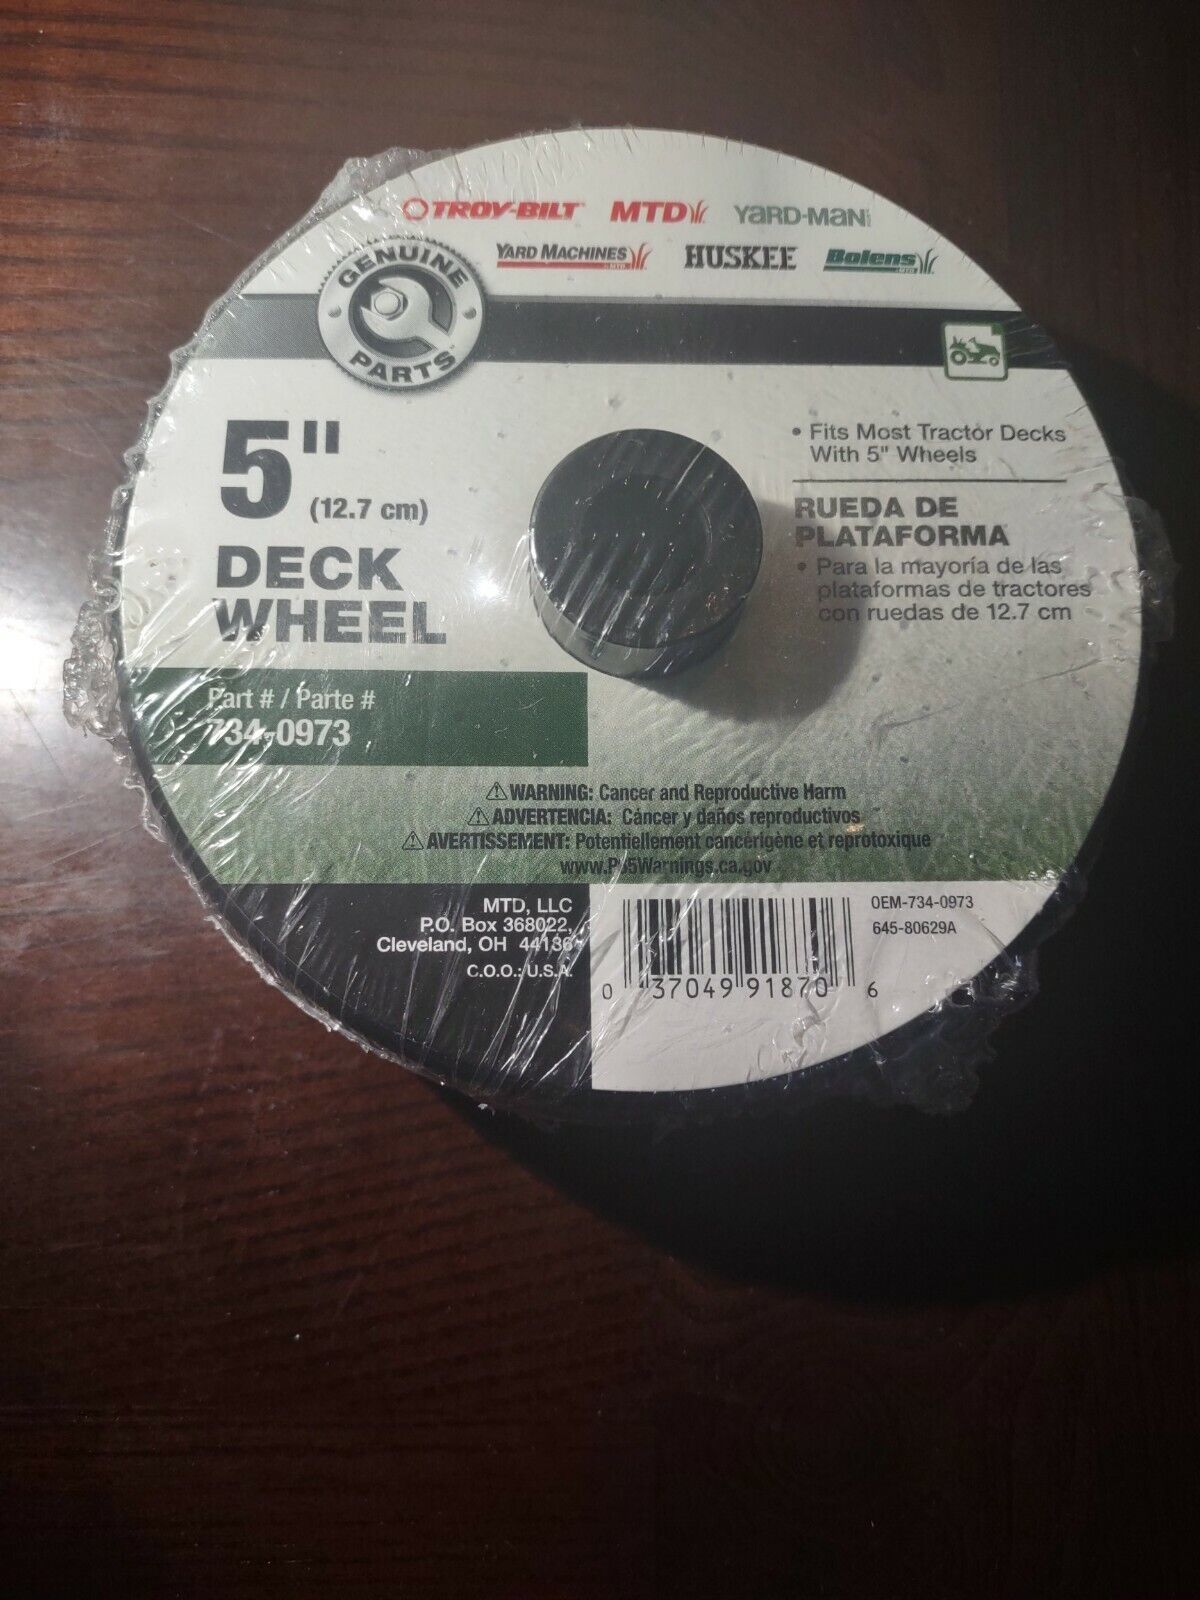 TROY-BILT MTD YARD-MAN
YARD MACHINES HUSKEE Bolens
GENUINE
PARTS
5"
(12.7 cm)
DECK
WHEEL
Part # / Parte #
734-0973
• Fits Most Tractor Decks
With 5" Wheels
RUEDA DE
PLATAFORMA
• Para la mayoría de las
plataformas de tractores
con ruedas de 12.7 cm
⚠WARNING: Cancer and Reproductive Harm
⚠ADVERTENCIA: Cáncer y daños reproductivos
⚠AVERTISSEMENT: Potentiellement cancérigène et reprotoxique
www.P65Warnings.ca.gov
MTD, LLC
P.O. Box 368022,
Cleveland, OH 44136
C.O.O.: U.S.A.
OEM-734-0973
645-80629A
0 37049 91870 6